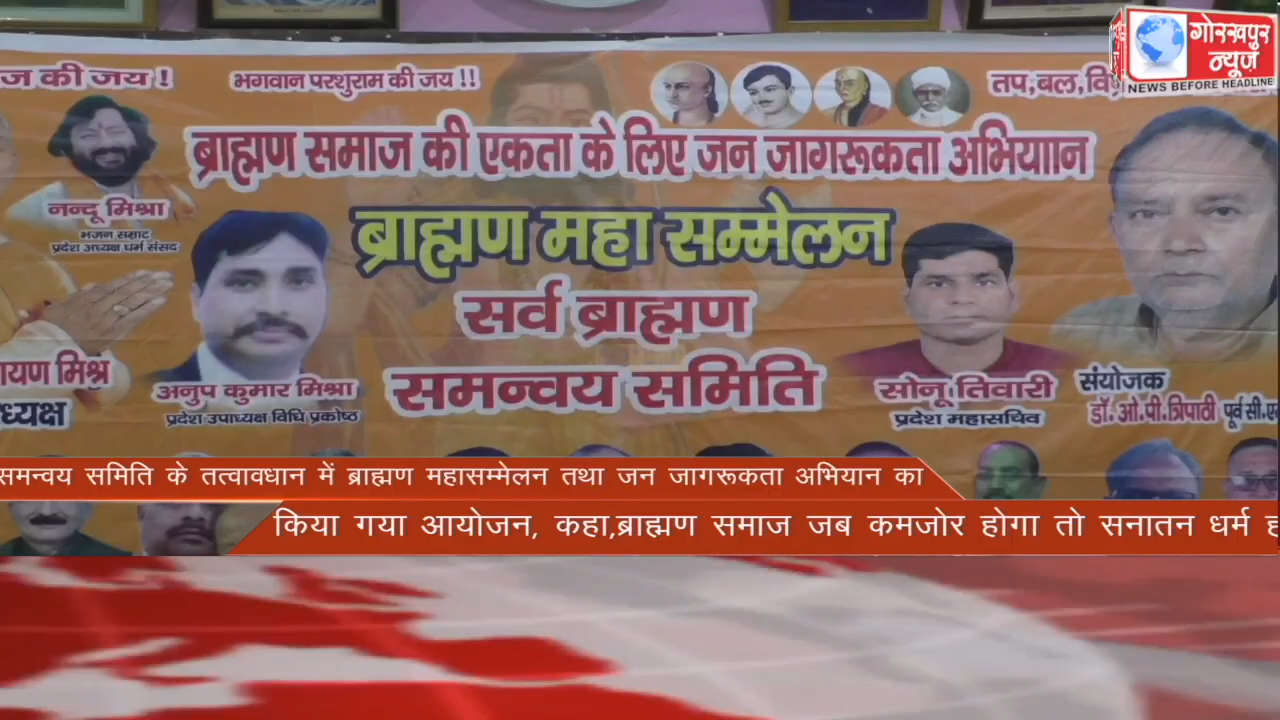 ज की जय !
भगवान परशुराम की जय !!
तप,बल,
गोरखपुर
न्यूज़
NEWS BEFORE HEADLINE
ब्राह्मण समाज की एकता के लिए जन जागरूकता अभियाान
नन्दू मिश्रा
भजन सम्राट
प्रदेश अध्यक्ष धर्म संसद
ब्राह्मण महा सम्मेलन
सर्व ब्राह्मण
समन्वय समिति
मिश्र
अनुप कुमार मिश्रा
प्रदेश उपाध्यक्ष विधि प्रकोष्ठ
सोनू तिवारी
प्रदेश महासचिव
संयोजक
डॉ. ओ.पी.त्रिपाठी
समन्वय समिति के तत्वावधान में ब्राह्मण महासम्मेलन तथा जन जागरूकता अभियान का
किया गया आयोजन, कहा,ब्राह्मण समाज जब कमजोर होगा तो सनातन धर्म